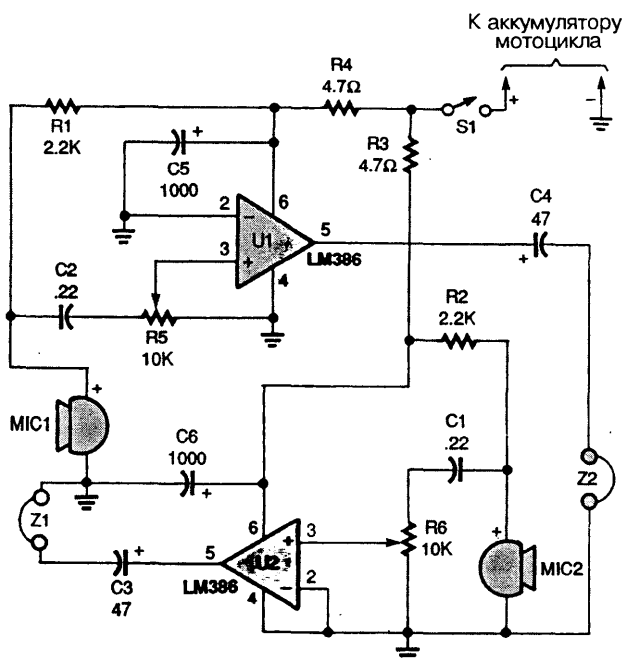 К аккумулятору
мотоцикла
R4
4.7Ω
+
−
S1
R1
2.2K
R3
4.7Ω
C5
1000
+
2
6
−
U1
5
3
+
LM386
4
C4
47
+
C2
.22
R5
10K
R2
2.2K
+
MIC1
C6
1000
+
C1
.22
Z2
Z1
6
+
3
R6
10K
+
5
U2
2
−
MIC2
+
C3
47
LM386
4